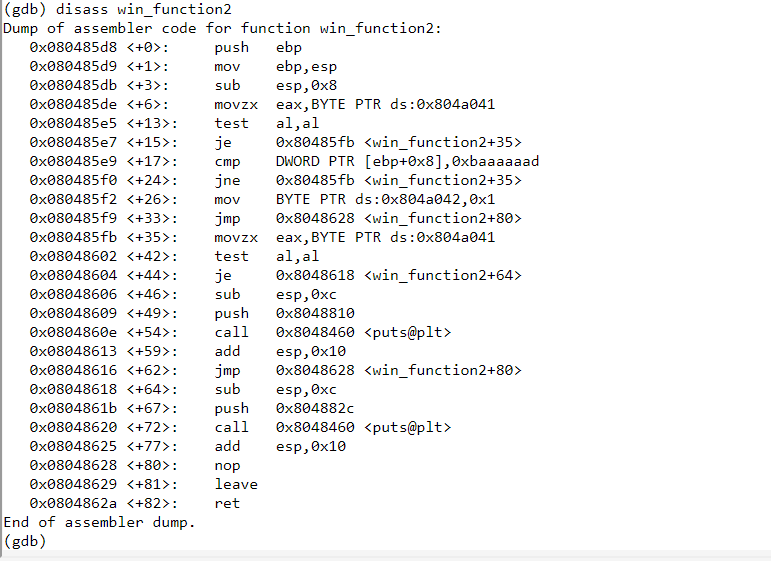 (gdb) disass win_function2
Dump of assembler code for function win_function2:
   0x080485d8 <+0>:     push   ebp
   0x080485d9 <+1>:     mov    ebp,esp
   0x080485db <+3>:     sub    esp,0x8
   0x080485de <+6>:     movzx  eax,BYTE PTR ds:0x804a041
   0x080485e5 <+13>:    test   al,al
   0x080485e7 <+15>:    je     0x80485fb <win_function2+35>
   0x080485e9 <+17>:    cmp    DWORD PTR [ebp+0x8],0xbaaaaaad
   0x080485f0 <+24>:    jne    0x80485fb <win_function2+35>
   0x080485f2 <+26>:    mov    BYTE PTR ds:0x804a042,0x1
   0x080485f9 <+33>:    jmp    0x8048628 <win_function2+80>
   0x080485fb <+35>:    movzx  eax,BYTE PTR ds:0x804a041
   0x08048602 <+42>:    test   al,al
   0x08048604 <+44>:    je     0x8048618 <win_function2+64>
   0x08048606 <+46>:    sub    esp,0xc
   0x08048609 <+49>:    push   0x8048810
   0x0804860e <+54>:    call   0x8048460 <puts@plt>
   0x08048613 <+59>:    add    esp,0x10
   0x08048616 <+62>:    jmp    0x8048628 <win_function2+80>
   0x08048618 <+64>:    sub    esp,0xc
   0x0804861b <+67>:    push   0x804882c
   0x08048620 <+72>:    call   0x8048460 <puts@plt>
   0x08048625 <+77>:    add    esp,0x10
   0x08048628 <+80>:    nop
   0x08048629 <+81>:    leave
   0x0804862a <+82>:    ret
End of assembler dump.
(gdb)